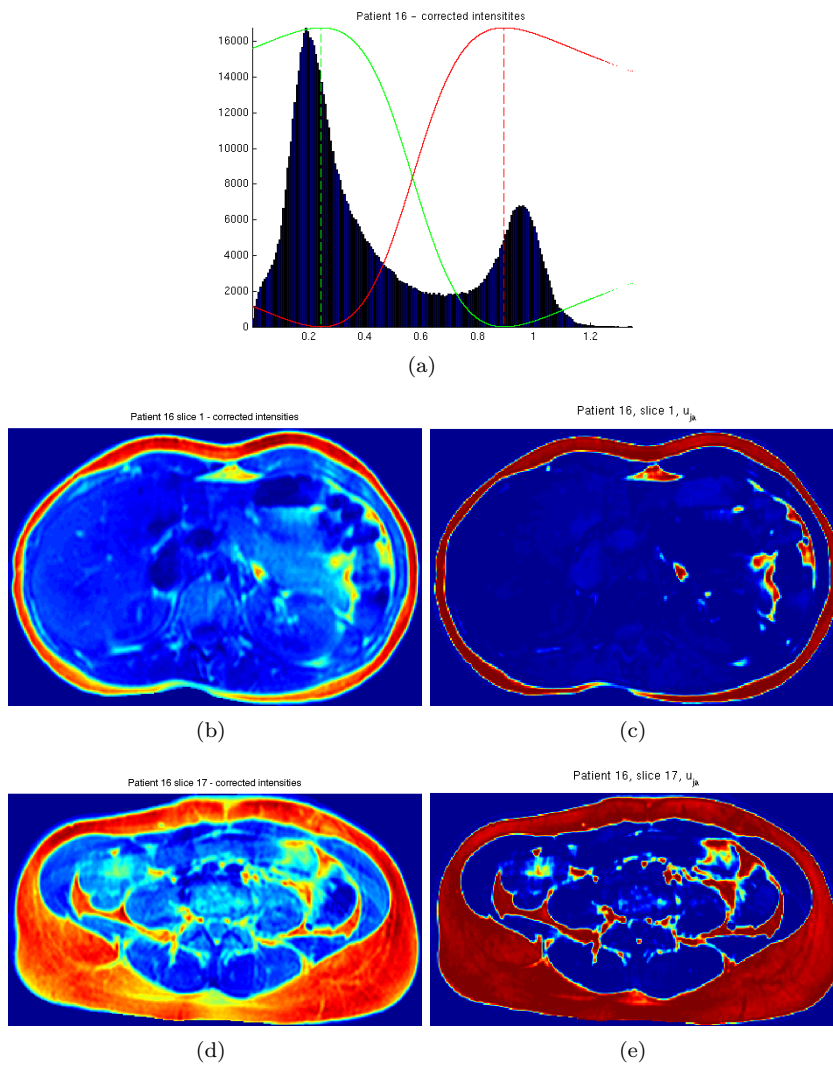 Patient 16 – corrected intensitites
16000
14000
12000
10000
8000
6000
4000
2000
0
0.2 0.4 0.6 0.8 1 1.2
(a)
Patient 16 slice 1 - corrected intensities
Patient 16, slice 1, u
(b) (c)
Patient 16 slice 17 - corrected intensities
Patient 16, slice 17, u
(d) (e)